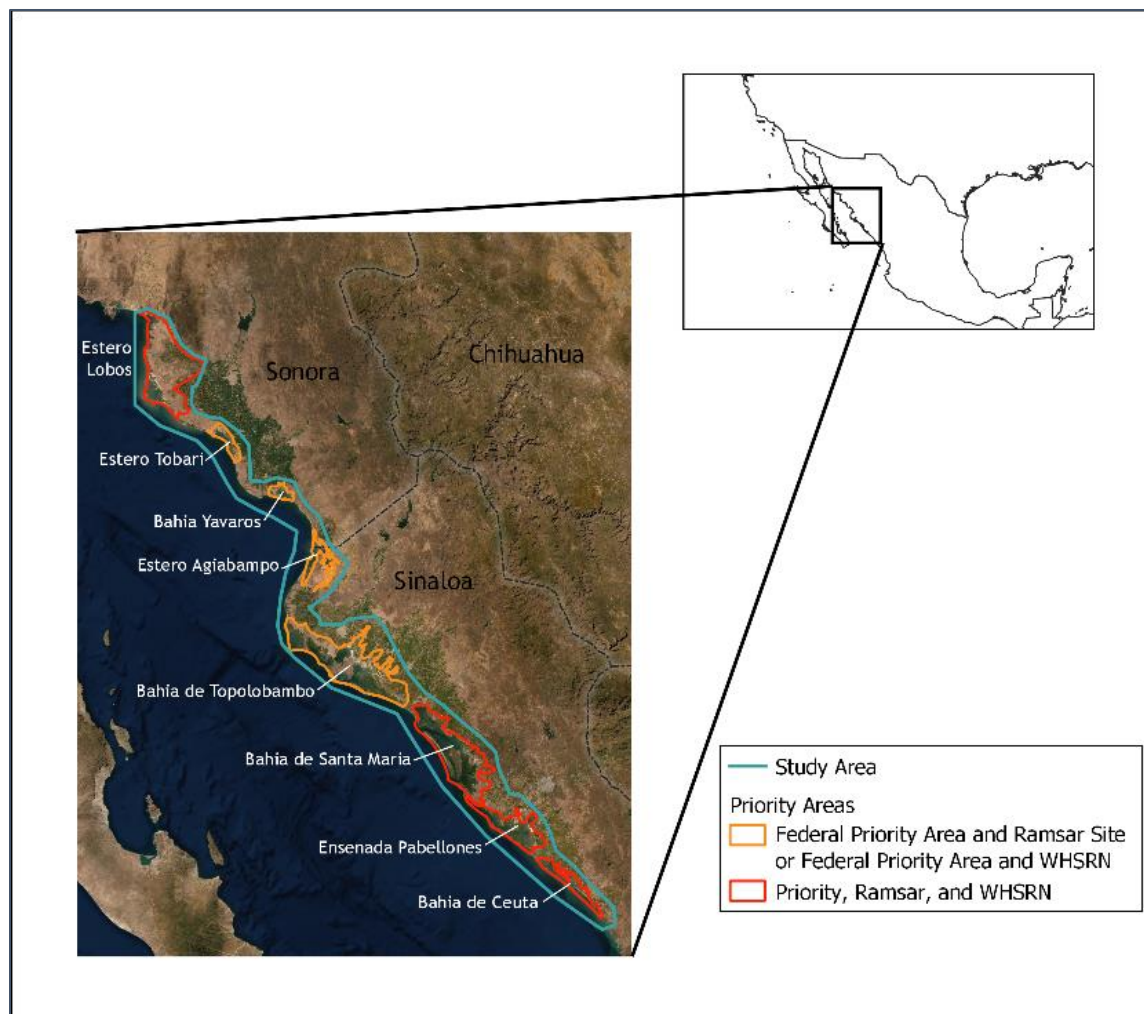 Estero
Lobos
Sonora
Chihuahua
Estero Tobari
Bahia Yavaros
Estero Agiabampo
Sinaloa
Bahia de Topolobambo
Bahia de Santa Maria
Ensenada Pabellones
Bahia de Ceuta
Study Area
Priority Areas
Federal Priority Area and Ramsar Site
or Federal Priority Area and WHSRN
Priority, Ramsar, and WHSRN